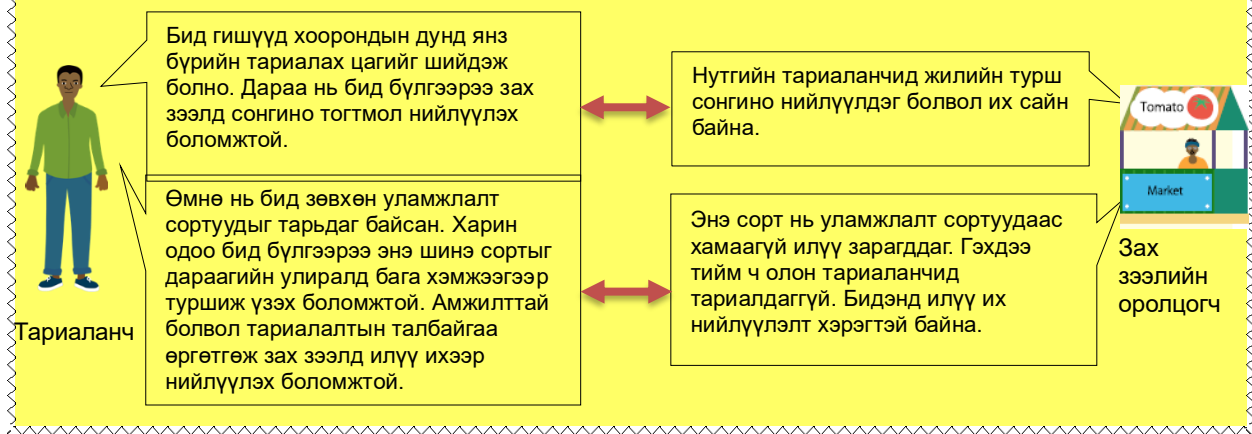 Бид гишүүд хоорондын дунд янз
бүрийн тариалах цагийг шийдэж
болно. Дараа нь бид бүлгээрээ зах
зээлд сонгино тогтмол нийлүүлэх
боломжтой.
Нутгийн тариаланчид жилийн турш
сонгино нийлүүлдэг болвол их сайн
байна.
Tomato
Market
Өмнө нь бид зөвхөн уламжлалт
сортуудыг тарьдаг байсан. Харин
одоо бид бүлгээрээ энэ шинэ сортыг
дараагийн улиралд бага хэмжээгээр
туршиж үзэх боломжтой. Амжилттай
болвол тариалалтын талбайгаа
өргөтгөж зах зээлд илүү ихээр
нийлүүлэх боломжтой.
Энэ сорт нь уламжлалт сортуудаас
хамаагүй илүү зарагддаг. Гэхдээ
тийм ч олон тариаланчид
тариалдаггүй. Бидэнд илүү их
нийлүүлэлт хэрэгтэй байна.
Тариаланч
Зах
зээлийн
оролцогч